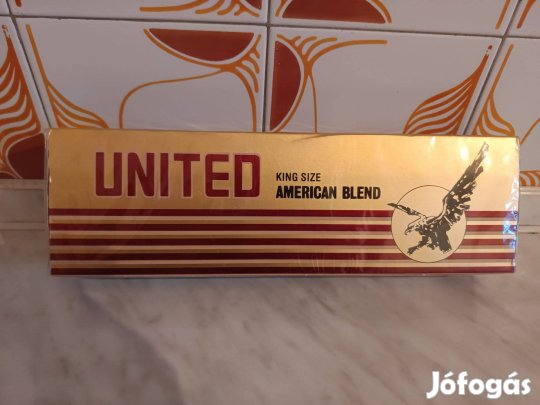 UNITED
KING SIZE
AMERICAN BLEND
Jófogás